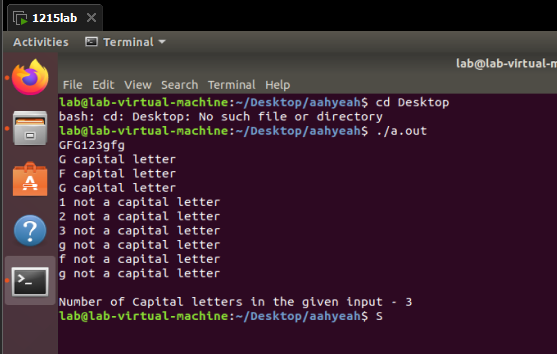 1215lab
Activities Terminal
lab@lab-virtual-m
File Edit View Search Terminal Help
lab@lab-virtual-machine:~/Desktop/aahyeah$ cd Desktop
bash: cd: Desktop: No such file or directory
lab@lab-virtual-machine:~/Desktop/aahyeah$ ./a.out
GFG123gfg
G capital letter
F capital letter
G capital letter
1 not a capital letter
2 not a capital letter
3 not a capital letter
g not a capital letter
f not a capital letter
g not a capital letter
Number of Capital letters in the given input - 3
lab@lab-virtual-machine:~/Desktop/aahyeah$ S